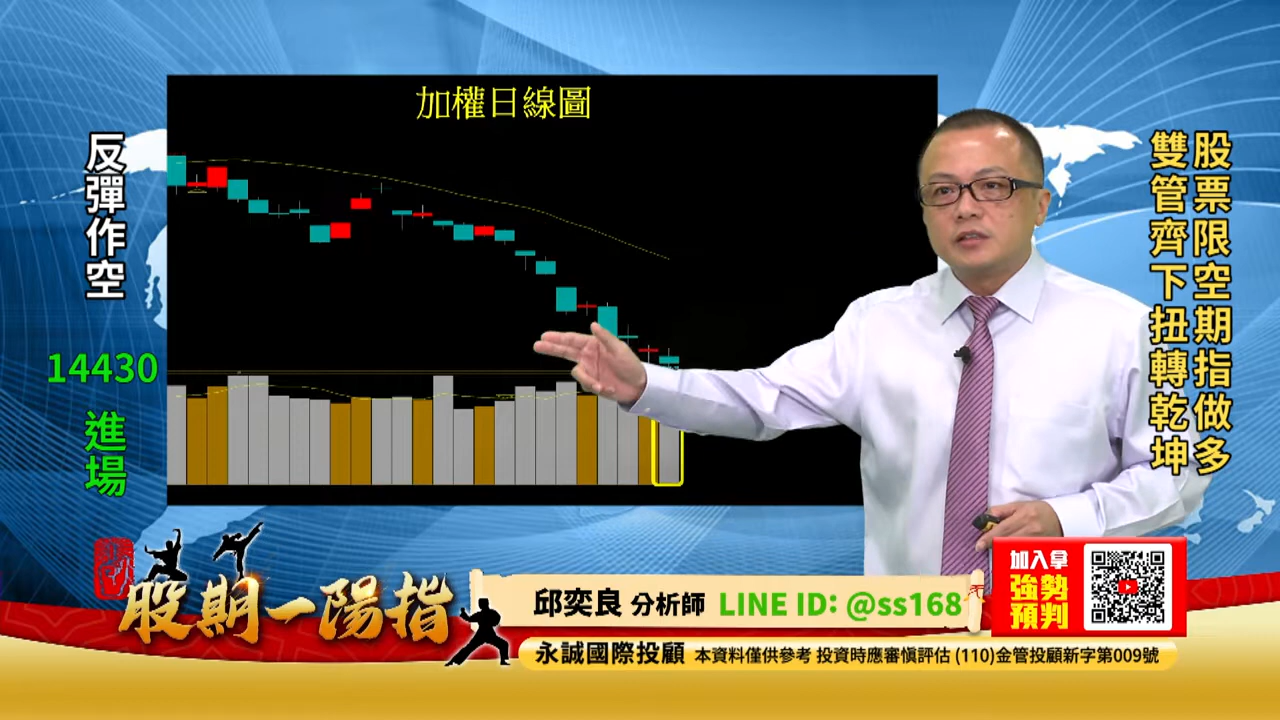 加權日線圖
反彈作空
14430
進場
股票限空期指做多
雙管齊下扭轉乾坤
股期一陽指
邱奕良 分析師 LINE ID: @ss168
加入拿
強勢
預判
永誠國際投顧 本資料僅供參考 投資時應審慎評估 (110)金管投顧新字第009號